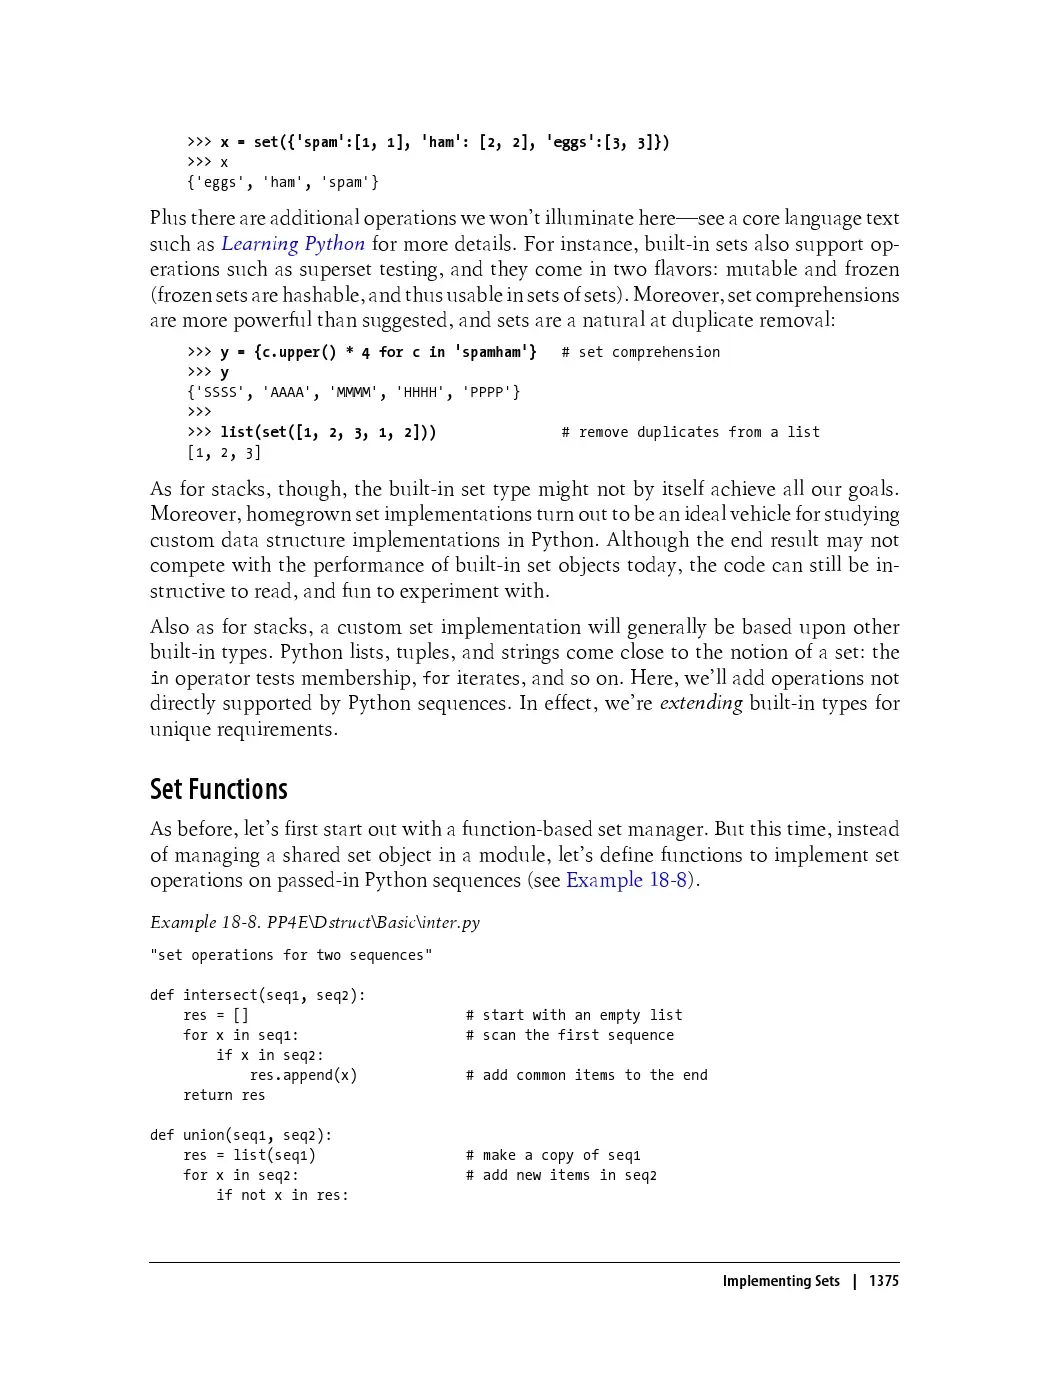 >>> x = set({'spam':[1, 1], 'ham': [2, 2], 'eggs':[3, 3]})
>>> x
{'eggs', 'ham', 'spam'}
Plus there are additional operations we won’t illuminate here—see a core language text
such as Learning Python for more details. For instance, built-in sets also support op-
erations such as superset testing, and they come in two flavors: mutable and frozen
(frozen sets are hashable, and thus usable in sets of sets). Moreover, set comprehensions
are more powerful than suggested, and sets are a natural at duplicate removal:
>>> y = {c.upper() * 4 for c in 'spamham'}   # set comprehension
>>> y
{'SSSS', 'AAAA', 'MMMM', 'HHHH', 'PPPP'}
>>>
>>> list(set([1, 2, 3, 1, 2]))               # remove duplicates from a list
[1, 2, 3]
As for stacks, though, the built-in set type might not by itself achieve all our goals.
Moreover, homegrown set implementations turn out to be an ideal vehicle for studying
custom data structure implementations in Python. Although the end result may not
compete with the performance of built-in set objects today, the code can still be in-
structive to read, and fun to experiment with.
Also as for stacks, a custom set implementation will generally be based upon other
built-in types. Python lists, tuples, and strings come close to the notion of a set: the
in operator tests membership, for iterates, and so on. Here, we’ll add operations not
directly supported by Python sequences. In effect, we’re extending built-in types for
unique requirements.
Set Functions
As before, let’s first start out with a function-based set manager. But this time, instead
of managing a shared set object in a module, let’s define functions to implement set
operations on passed-in Python sequences (see Example 18-8).
Example 18-8. PP4E\Dstruct\Basic\inter.py
"set operations for two sequences"
def intersect(seq1, seq2):
    res = []                          # start with an empty list
    for x in seq1:                    # scan the first sequence
        if x in seq2:
            res.append(x)             # add common items to the end
    return res
def union(seq1, seq2):
    res = list(seq1)                  # make a copy of seq1
    for x in seq2:                    # add new items in seq2
        if not x in res:
Implementing Sets | 1375